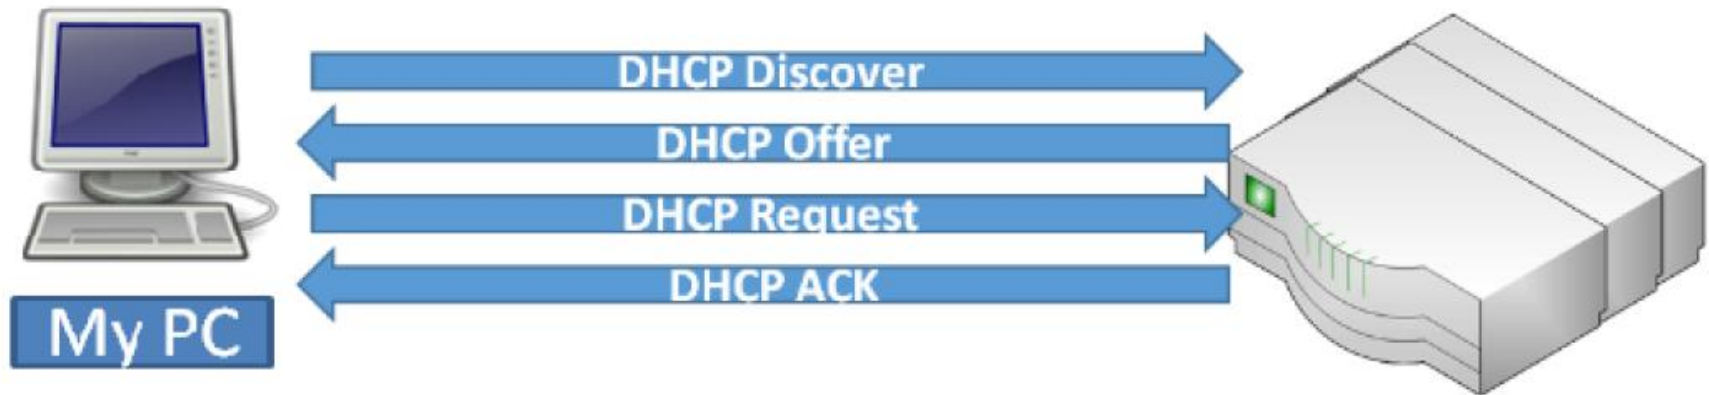 DHCP Discover
DHCP Offer
DHCP Request
DHCP ACK
My PC